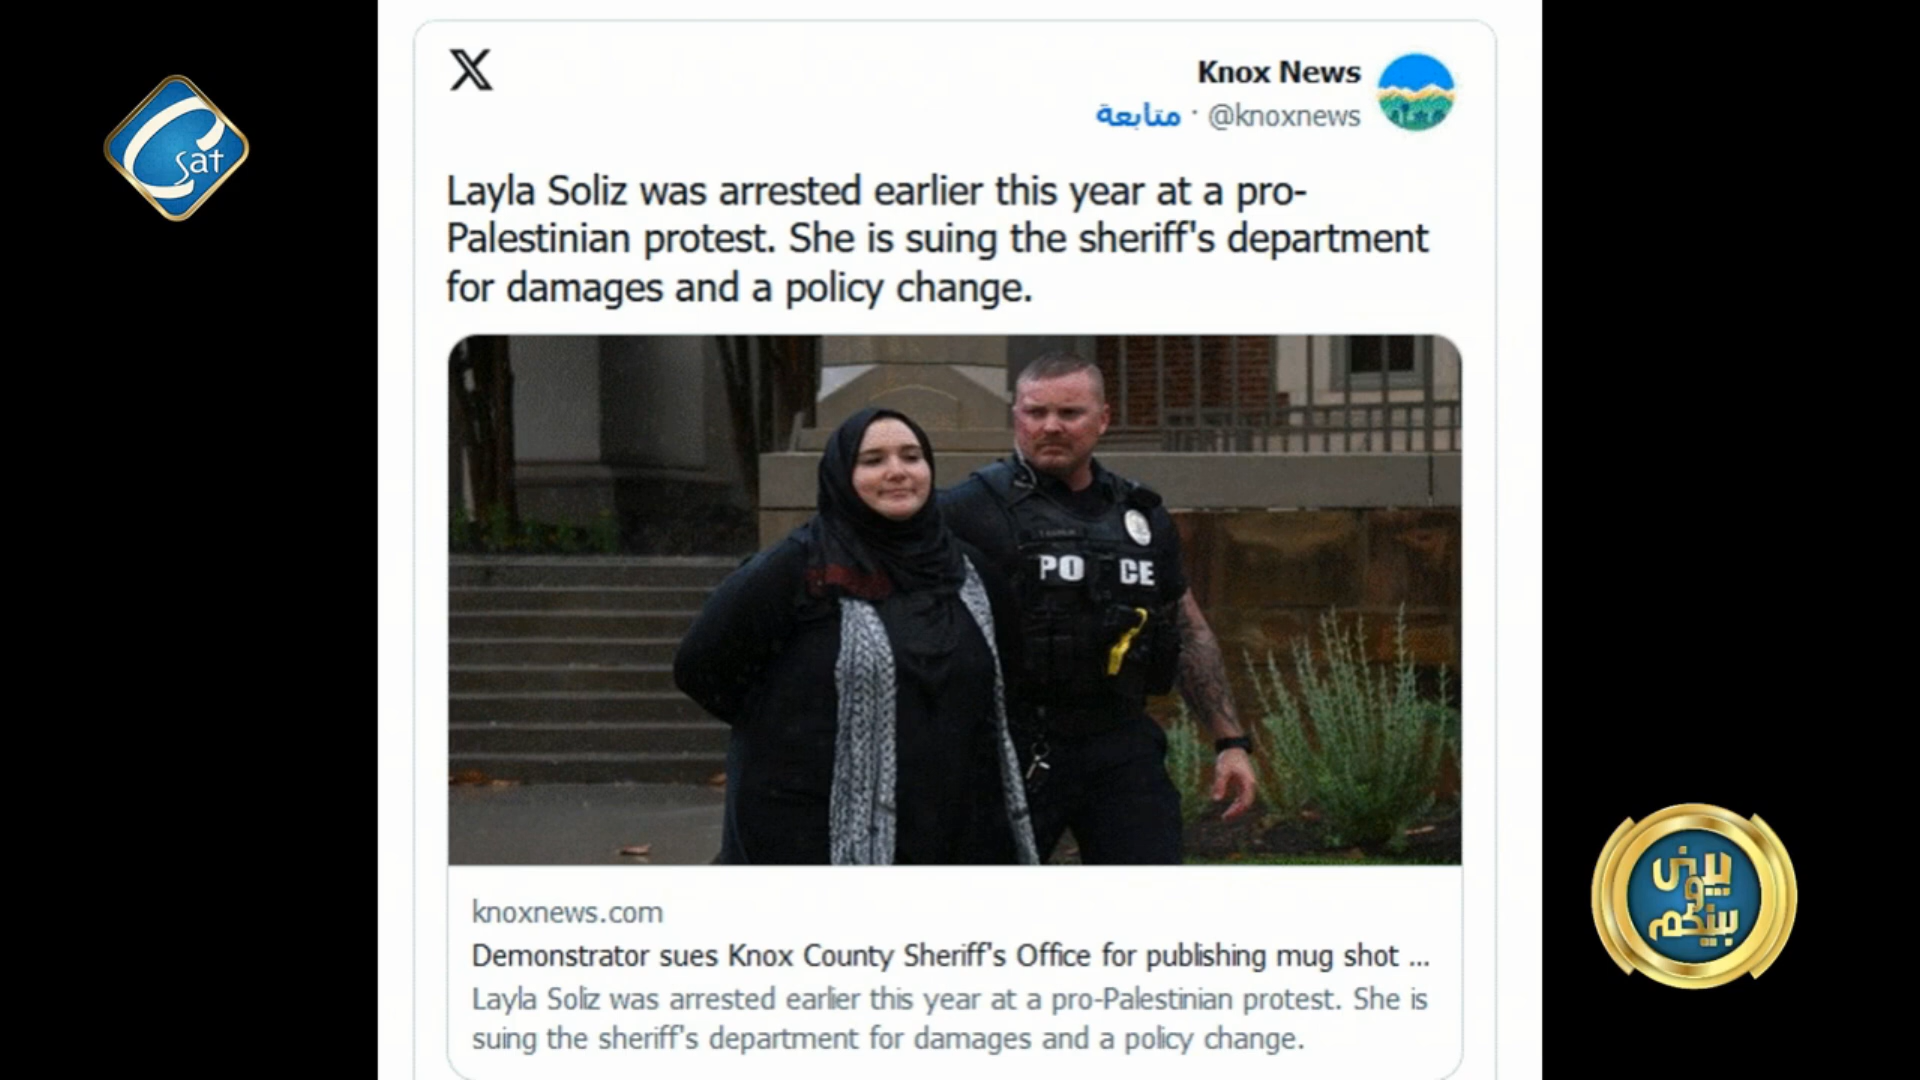 X
Knox News
@knoxnews · متابعة
Layla Soliz was arrested earlier this year at a pro-
Palestinian protest. She is suing the sheriff's department
for damages and a policy change.
PO CE
knoxnews.com
Demonstrator sues Knox County Sheriff's Office for publishing mug shot ...
Layla Soliz was arrested earlier this year at a pro-Palestinian protest. She is
suing the sheriff's department for damages and a policy change.
C Sat
بيني
و
بينكم